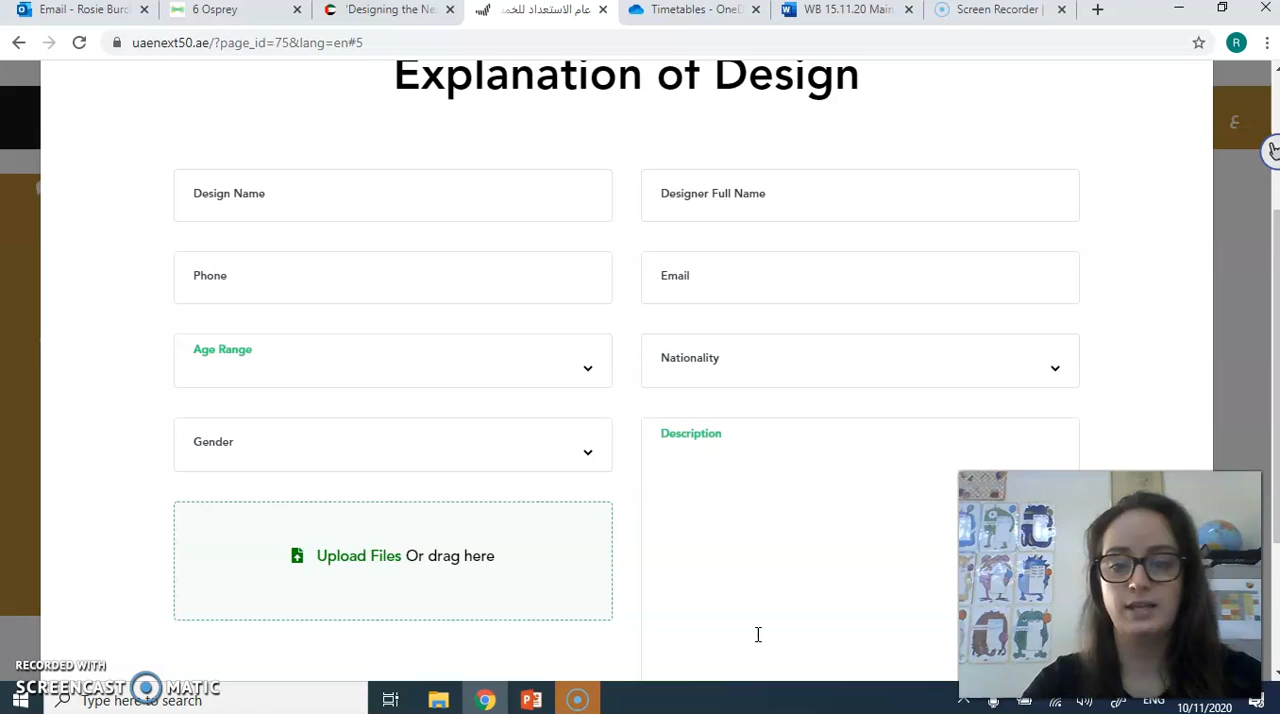 Email - Rosie Burc
6 Osprey
'Designing the Ne
عام الاستعداد للخم
Timetables - OneD
WB 15.11.20 Main
Screen Recorder |
uaenext50.ae/?page_id=75&lang=en#5
R
ع
Explanation of Design
Design Name
Designer Full Name
Phone
Email
Age Range
Nationality
Gender
Description
Upload Files Or drag here
RECORDED WITH
SCREENCAST MATIC
Type here to search
ENG
10/11/2020